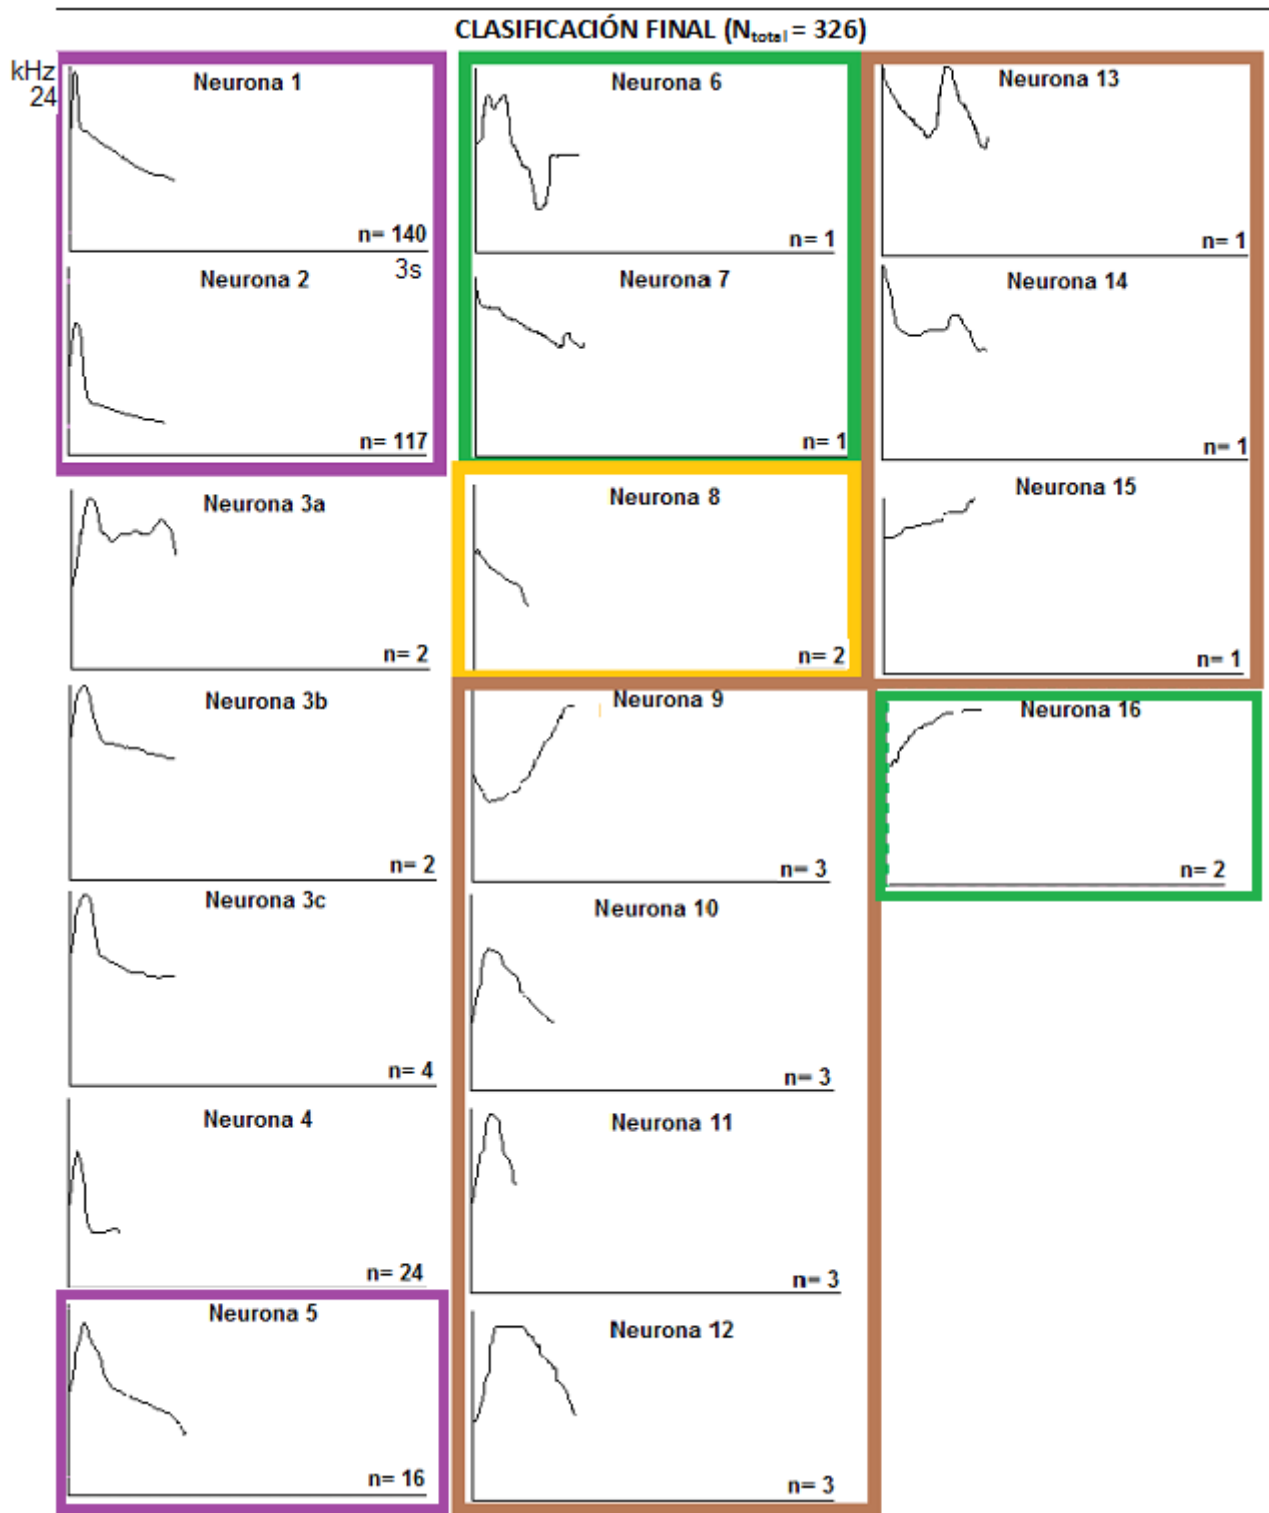 CLASIFICACIÓN FINAL (Ntotal = 326)
kHz
24
Neurona 1
n= 140
3s
Neurona 2
n= 117
Neurona 3a
n= 2
Neurona 3b
n= 2
Neurona 3c
n= 4
Neurona 4
n= 24
Neurona 5
n= 16
Neurona 6
n= 1
Neurona 7
n= 1
Neurona 8
n= 2
Neurona 9
n= 3
Neurona 10
n= 3
Neurona 11
n= 3
Neurona 12
n= 3
Neurona 13
n= 1
Neurona 14
n= 1
Neurona 15
n= 1
Neurona 16
n= 2